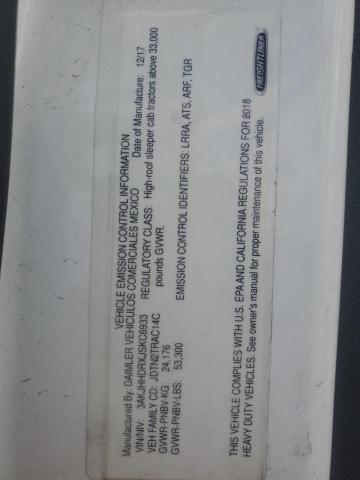 VEHICLE EMISSION CONTROL INFORMATION
Manufactured By: DAIMLER VEHICULOS COMERCIALES MEXICO Date of Manufacture: 12/17
VIN/NIV: 3AKJHHDRXJSKC6933 REGULATORY CLASS: High-roof sleeper cab tractors above 33,000
VEH FAMILY CD: JDTN2TRAC14C pounds GVWR.
GVWR-PNBV-KG: 24,176
GVWR-PNBV-LBS: 53,300 EMISSION CONTROL IDENTIFIERS: LRRA, ATS, ARF, TGR
THIS VEHICLE COMPLIES WITH U.S. EPA AND CALIFORNIA REGULATIONS FOR 2018
HEAVY DUTY VEHICLES. See owner's manual for proper maintenance of this vehicle.
FREIGHTLINER